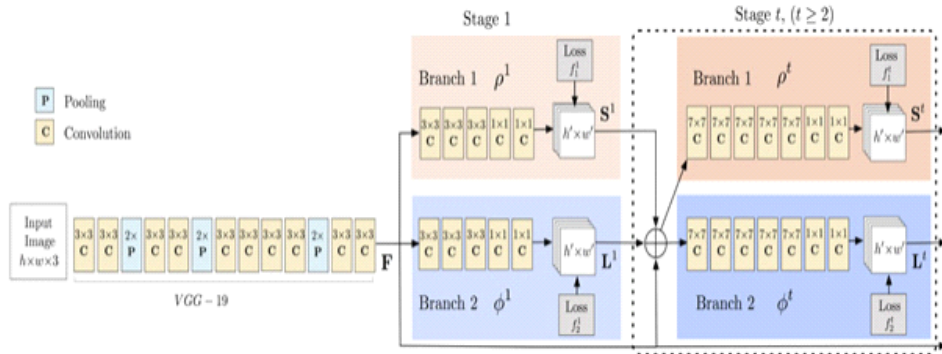 Stage 1
Stage t, (t ≥ 2)
P Pooling
C Convolution
Input
Image
h×w×3
3×3 C 3×3 C 2× P 3×3 C 3×3 C 2× P 3×3 C 3×3 C 3×3 C 3×3 C 2× P 3×3 C 3×3 C
VGG − 19
F
Branch 1 ρ¹
Loss
f₁¹
3×3 C 3×3 C 3×3 C 1×1 C 1×1 C
h′×w′
S¹
3×3 C 3×3 C 3×3 C 1×1 C 1×1 C
h′×w′
L¹
Branch 2 ϕ¹
Loss
f₂¹
Branch 1 ρᵗ
Loss
f₁ᵗ
7×7 C 7×7 C 7×7 C 7×7 C 7×7 C 1×1 C 1×1 C
h′×w′
Sᵗ
7×7 C 7×7 C 7×7 C 7×7 C 7×7 C 1×1 C 1×1 C
h′×w′
Lᵗ
Branch 2 ϕᵗ
Loss
f₂ᵗ